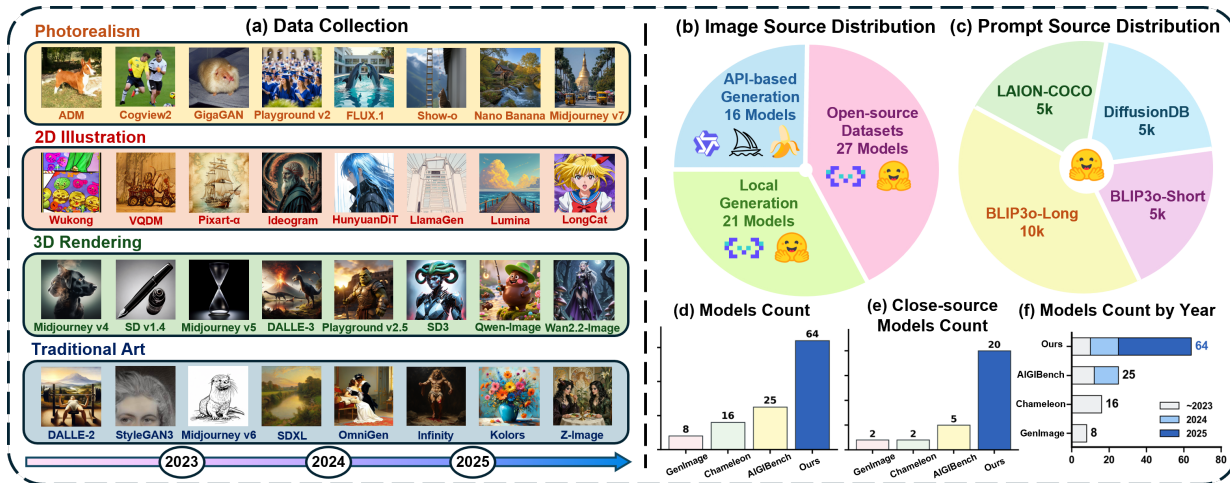 (a) Data Collection
Photorealism
ADM
Cogview2
GigaGAN
Playground v2
FLUX.1
Show-o
Nano Banana
Midjourney v7
2D Illustration
Wukong
VQDM
Pixart-α
Ideogram
HunyuanDiT
LlamaGen
Lumina
LongCat
3D Rendering
Midjourney v4
SD v1.4
Midjourney v5
DALLE-3
Playground v2.5
SD3
Qwen-Image
Wan2.2-Image
Traditional Art
DALLE-2
StyleGAN3
Midjourney v6
SDXL
OmniGen
Infinity
Kolors
Z-Image
2023
2024
2025
(b) Image Source Distribution
API-based
Generation
16 Models
Open-source
Datasets
27 Models
Local
Generation
21 Models
(c) Prompt Source Distribution
LAION-COCO
5k
DiffusionDB
5k
BLIP3o-Short
5k
BLIP3o-Long
10k
(d) Models Count
8
16
25
64
GenImage
Chameleon
AIGIBench
Ours
(e) Close-source
Models Count
2
2
5
20
GenImage
Chameleon
AIGIBench
Ours
(f) Models Count by Year
Ours
64
AIGIBench
25
Chameleon
16
GenImage
8
~2023
2024
2025
0
20
40
60
80